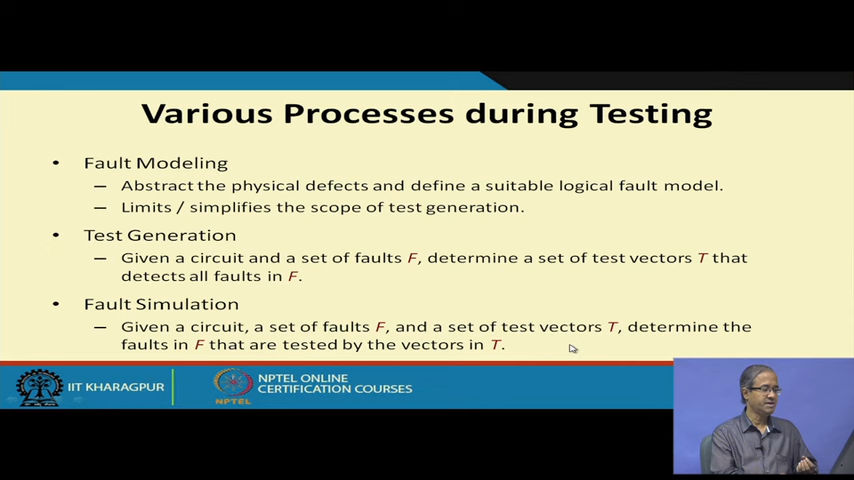 Various Processes during Testing
• Fault Modeling
– Abstract the physical defects and define a suitable logical fault model.
– Limits / simplifies the scope of test generation.
• Test Generation
– Given a circuit and a set of faults F, determine a set of test vectors T that
detects all faults in F.
• Fault Simulation
– Given a circuit, a set of faults F, and a set of test vectors T, determine the
faults in F that are tested by the vectors in T.
IIT KHARAGPUR
NPTEL
NPTEL ONLINE
CERTIFICATION COURSES